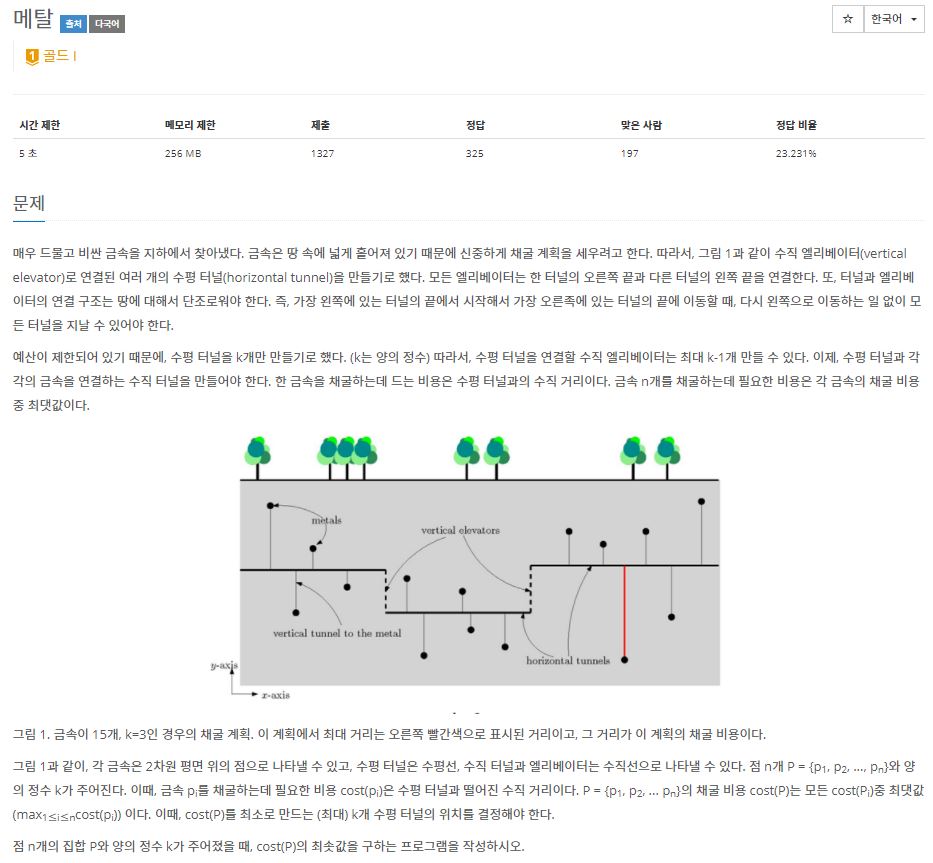 메탈 출처 다국어
☆ 한국어
1 골드 I
시간 제한 메모리 제한 제출 정답 맞은 사람 정답 비율
5 초 256 MB 1327 325 197 23.231%
문제
매우 드물고 비싼 금속을 지하에서 찾아냈다. 금속은 땅 속에 넓게 흩어져 있기 때문에 신중하게 채굴 계획을 세우려고 한다. 따라서, 그림 1과 같이 수직 엘리베이터(vertical
elevator)로 연결된 여러 개의 수평 터널(horizontal tunnel)을 만들기로 했다. 모든 엘리베이터는 한 터널의 오른쪽 끝과 다른 터널의 왼쪽 끝을 연결한다. 또, 터널과 엘리베
이터의 연결 구조는 땅에 대해서 단조로워야 한다. 즉, 가장 왼쪽에 있는 터널의 끝에서 시작해서 가장 오른족에 있는 터널의 끝에 이동할 때, 다시 왼쪽으로 이동하는 일 없이 모
든 터널을 지날 수 있어야 한다.
예산이 제한되어 있기 때문에, 수평 터널을 k개만 만들기로 했다. (k는 양의 정수) 따라서, 수평 터널을 연결할 수직 엘리베이터는 최대 k-1개 만들 수 있다. 이제, 수평 터널과 각
각의 금속을 연결하는 수직 터널을 만들어야 한다. 한 금속을 채굴하는데 드는 비용은 수평 터널과의 수직 거리이다. 금속 n개를 채굴하는데 필요한 비용은 각 금속의 채굴 비용
중 최댓값이다.
metals
vertical elevators
vertical tunnel to the metal
horizontal tunnels
y-axis
x-axis
그림 1. 금속이 15개, k=3인 경우의 채굴 계획. 이 계획에서 최대 거리는 오른쪽 빨간색으로 표시된 거리이고, 그 거리가 이 계획의 채굴 비용이다.
그림 1과 같이, 각 금속은 2차원 평면 위의 점으로 나타낼 수 있고, 수평 터널은 수평선, 수직 터널과 엘리베이터는 수직선으로 나타낼 수 있다. 점 n개 P = {p₁, p₂, ..., pₙ}와 양
의 정수 k가 주어진다. 이때, 금속 pᵢ를 채굴하는데 필요한 비용 cost(pᵢ)은 수평 터널과 떨어진 수직 거리이다. P = {p₁, p₂, ... pₙ}의 채굴 비용 cost(P)는 모든 cost(Pᵢ)중 최댓값
(max₁≤ᵢ≤ₙcost(pᵢ)) 이다. 이때, cost(P)를 최소로 만드는 (최대) k개 수평 터널의 위치를 결정해야 한다.
점 n개의 집합 P와 양의 정수 k가 주어졌을 때, cost(P)의 최솟값을 구하는 프로그램을 작성하시오.